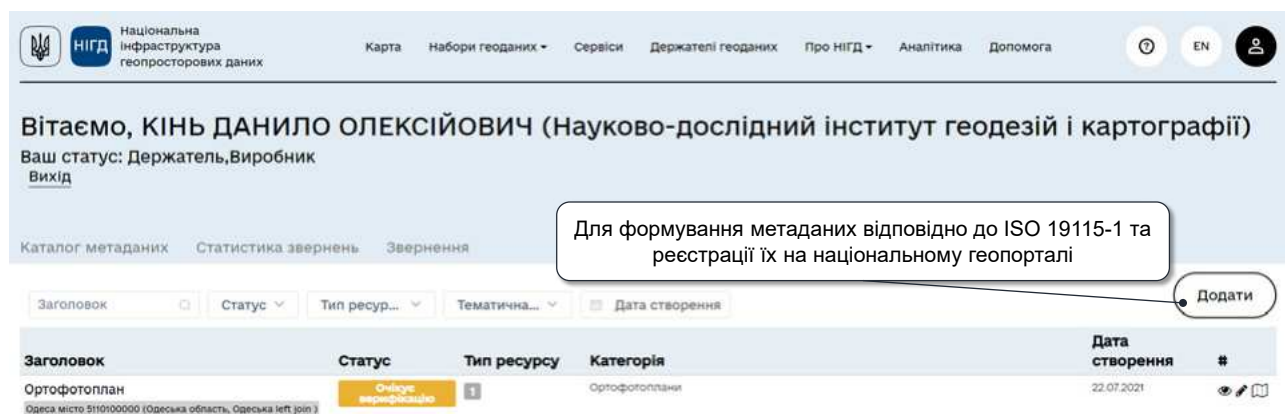 НІГД
Національна
інфраструктура
геопросторових даних
Карта Набори геоданих Сервіси Держателі геоданих Про НІГД Аналітика Допомога ? EN
Вітаємо, КІНЬ ДАНИЛО ОЛЕКСІЙОВИЧ (Науково-дослідний інститут геодезій і картографії)
Ваш статус: Держатель,Виробник
Вихід
Для формування метаданих відповідно до ISO 19115-1 та
реєстрації їх на національному геопорталі
Каталог метаданих Статистика звернень Звернення
Заголовок Статус Тип ресур... Тематична... Дата створення Додати
Заголовок Статус Тип ресурсу Категорія Дата створення #
Ортофотоплан Очікує верифікацію 1 Ортофотоплани 22.07.2021
Одеса місто 5110100000 (Одеська область, Одеська left join )